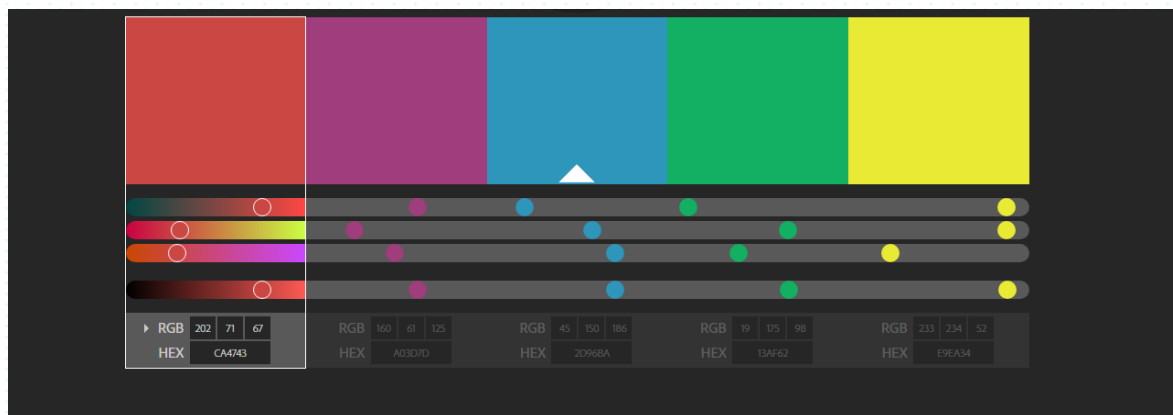 RGB 202 71 67
HEX CA4743
RGB 160 61 125
HEX A03D7D
RGB 45 150 186
HEX 2D96BA
RGB 19 175 98
HEX 13AF62
RGB 233 234 52
HEX E9EA34